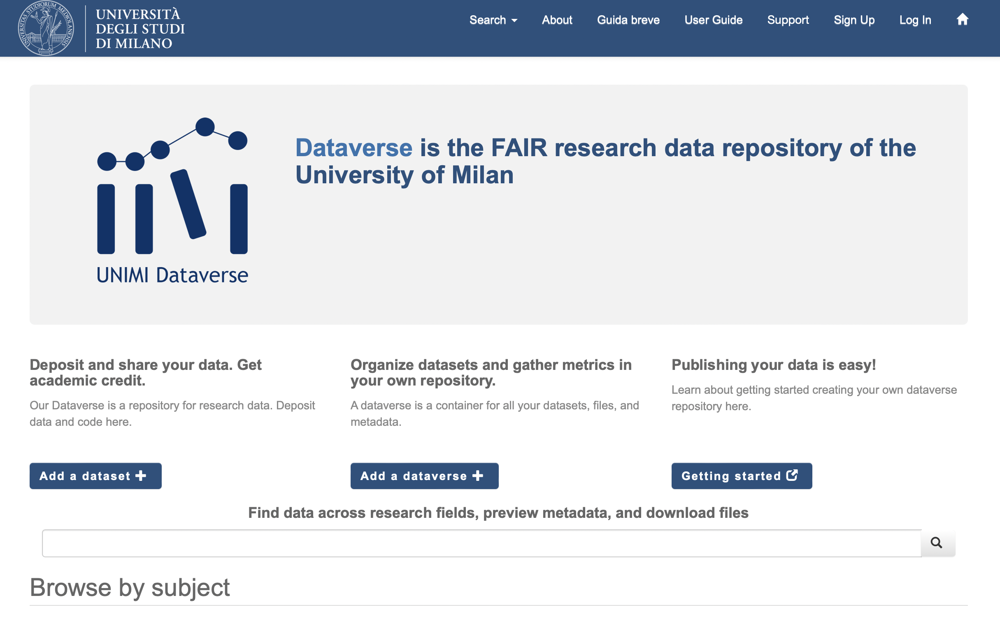 UNIVERSITAS STUDIORUM MEDIOLANENSIS
UNIVERSITÀ
DEGLI STUDI
DI MILANO
Search
About
Guida breve
User Guide
Support
Sign Up
Log In
Dataverse is the FAIR research data repository of the
University of Milan
UNIMI Dataverse
Deposit and share your data. Get
academic credit.
Our Dataverse is a repository for research data. Deposit
data and code here.
Add a dataset
Organize datasets and gather metrics in
your own repository.
A dataverse is a container for all your datasets, files, and
metadata.
Add a dataverse
Publishing your data is easy!
Learn about getting started creating your own dataverse
repository here.
Getting started
Find data across research fields, preview metadata, and download files
Browse by subject